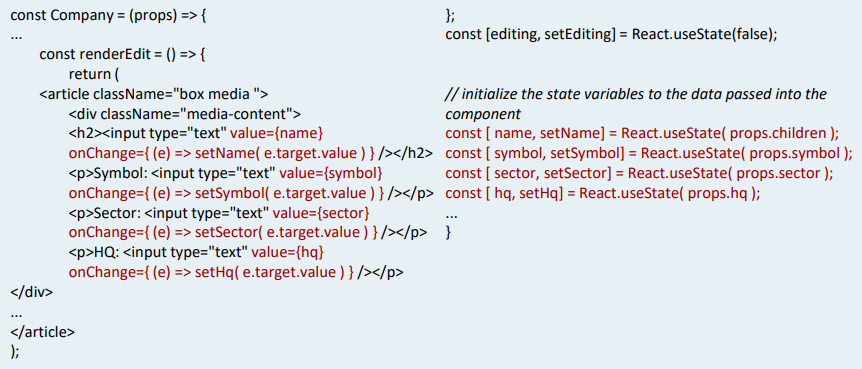 const Company = (props) => {
...
const renderEdit = () => {
return (
<article className="box media ">
<div className="media-content">
<h2><input type="text" value={name}
onChange={ (e) => setName( e.target.value ) } /></h2>
<p>Symbol: <input type="text" value={symbol}
onChange={ (e) => setSymbol( e.target.value ) } /></p>
<p>Sector: <input type="text" value={sector}
onChange={ (e) => setSector( e.target.value ) } /></p>
<p>HQ: <input type="text" value={hq}
onChange={ (e) => setHq( e.target.value ) } /></p>
</div>
...
</article>
);
};
const [editing, setEditing] = React.useState(false);
// initialize the state variables to the data passed into the
component
const [ name, setName] = React.useState( props.children );
const [ symbol, setSymbol] = React.useState( props.symbol );
const [ sector, setSector] = React.useState( props.sector );
const [ hq, setHq] = React.useState( props.hq );
...
}